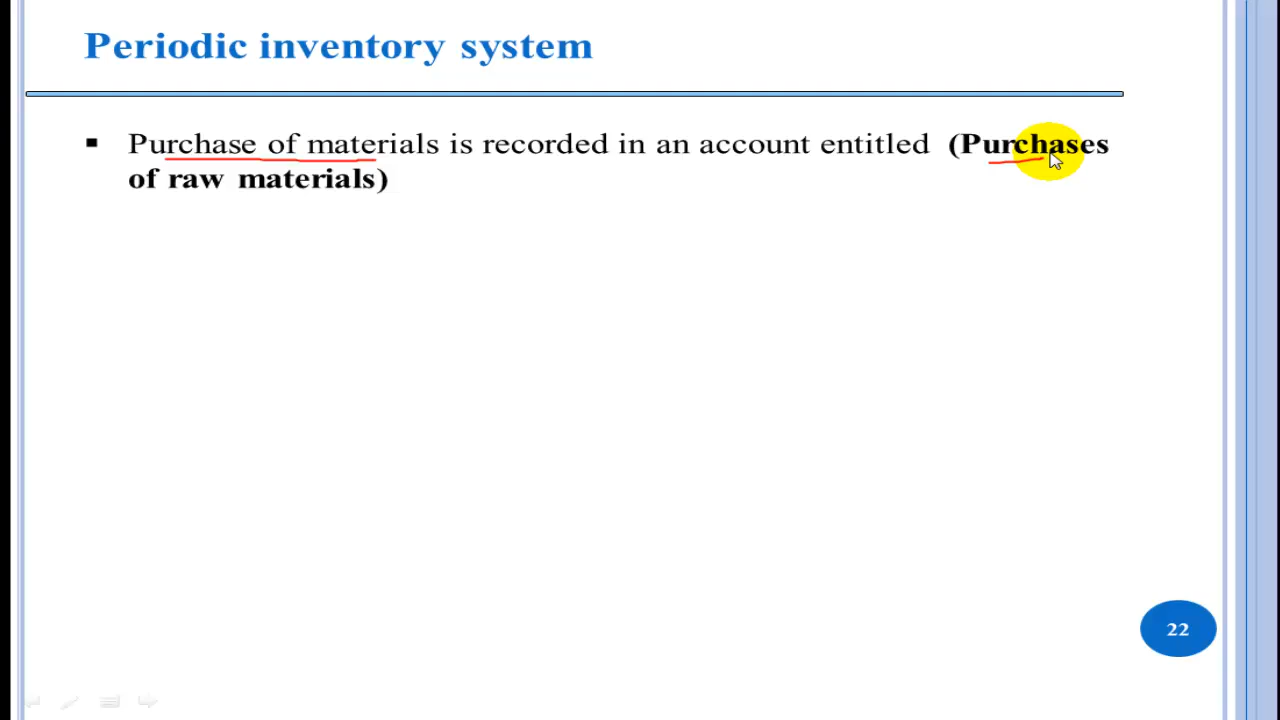 Periodic inventory system
▪ Purchase of materials is recorded in an account entitled (Purchases
of raw materials)
22